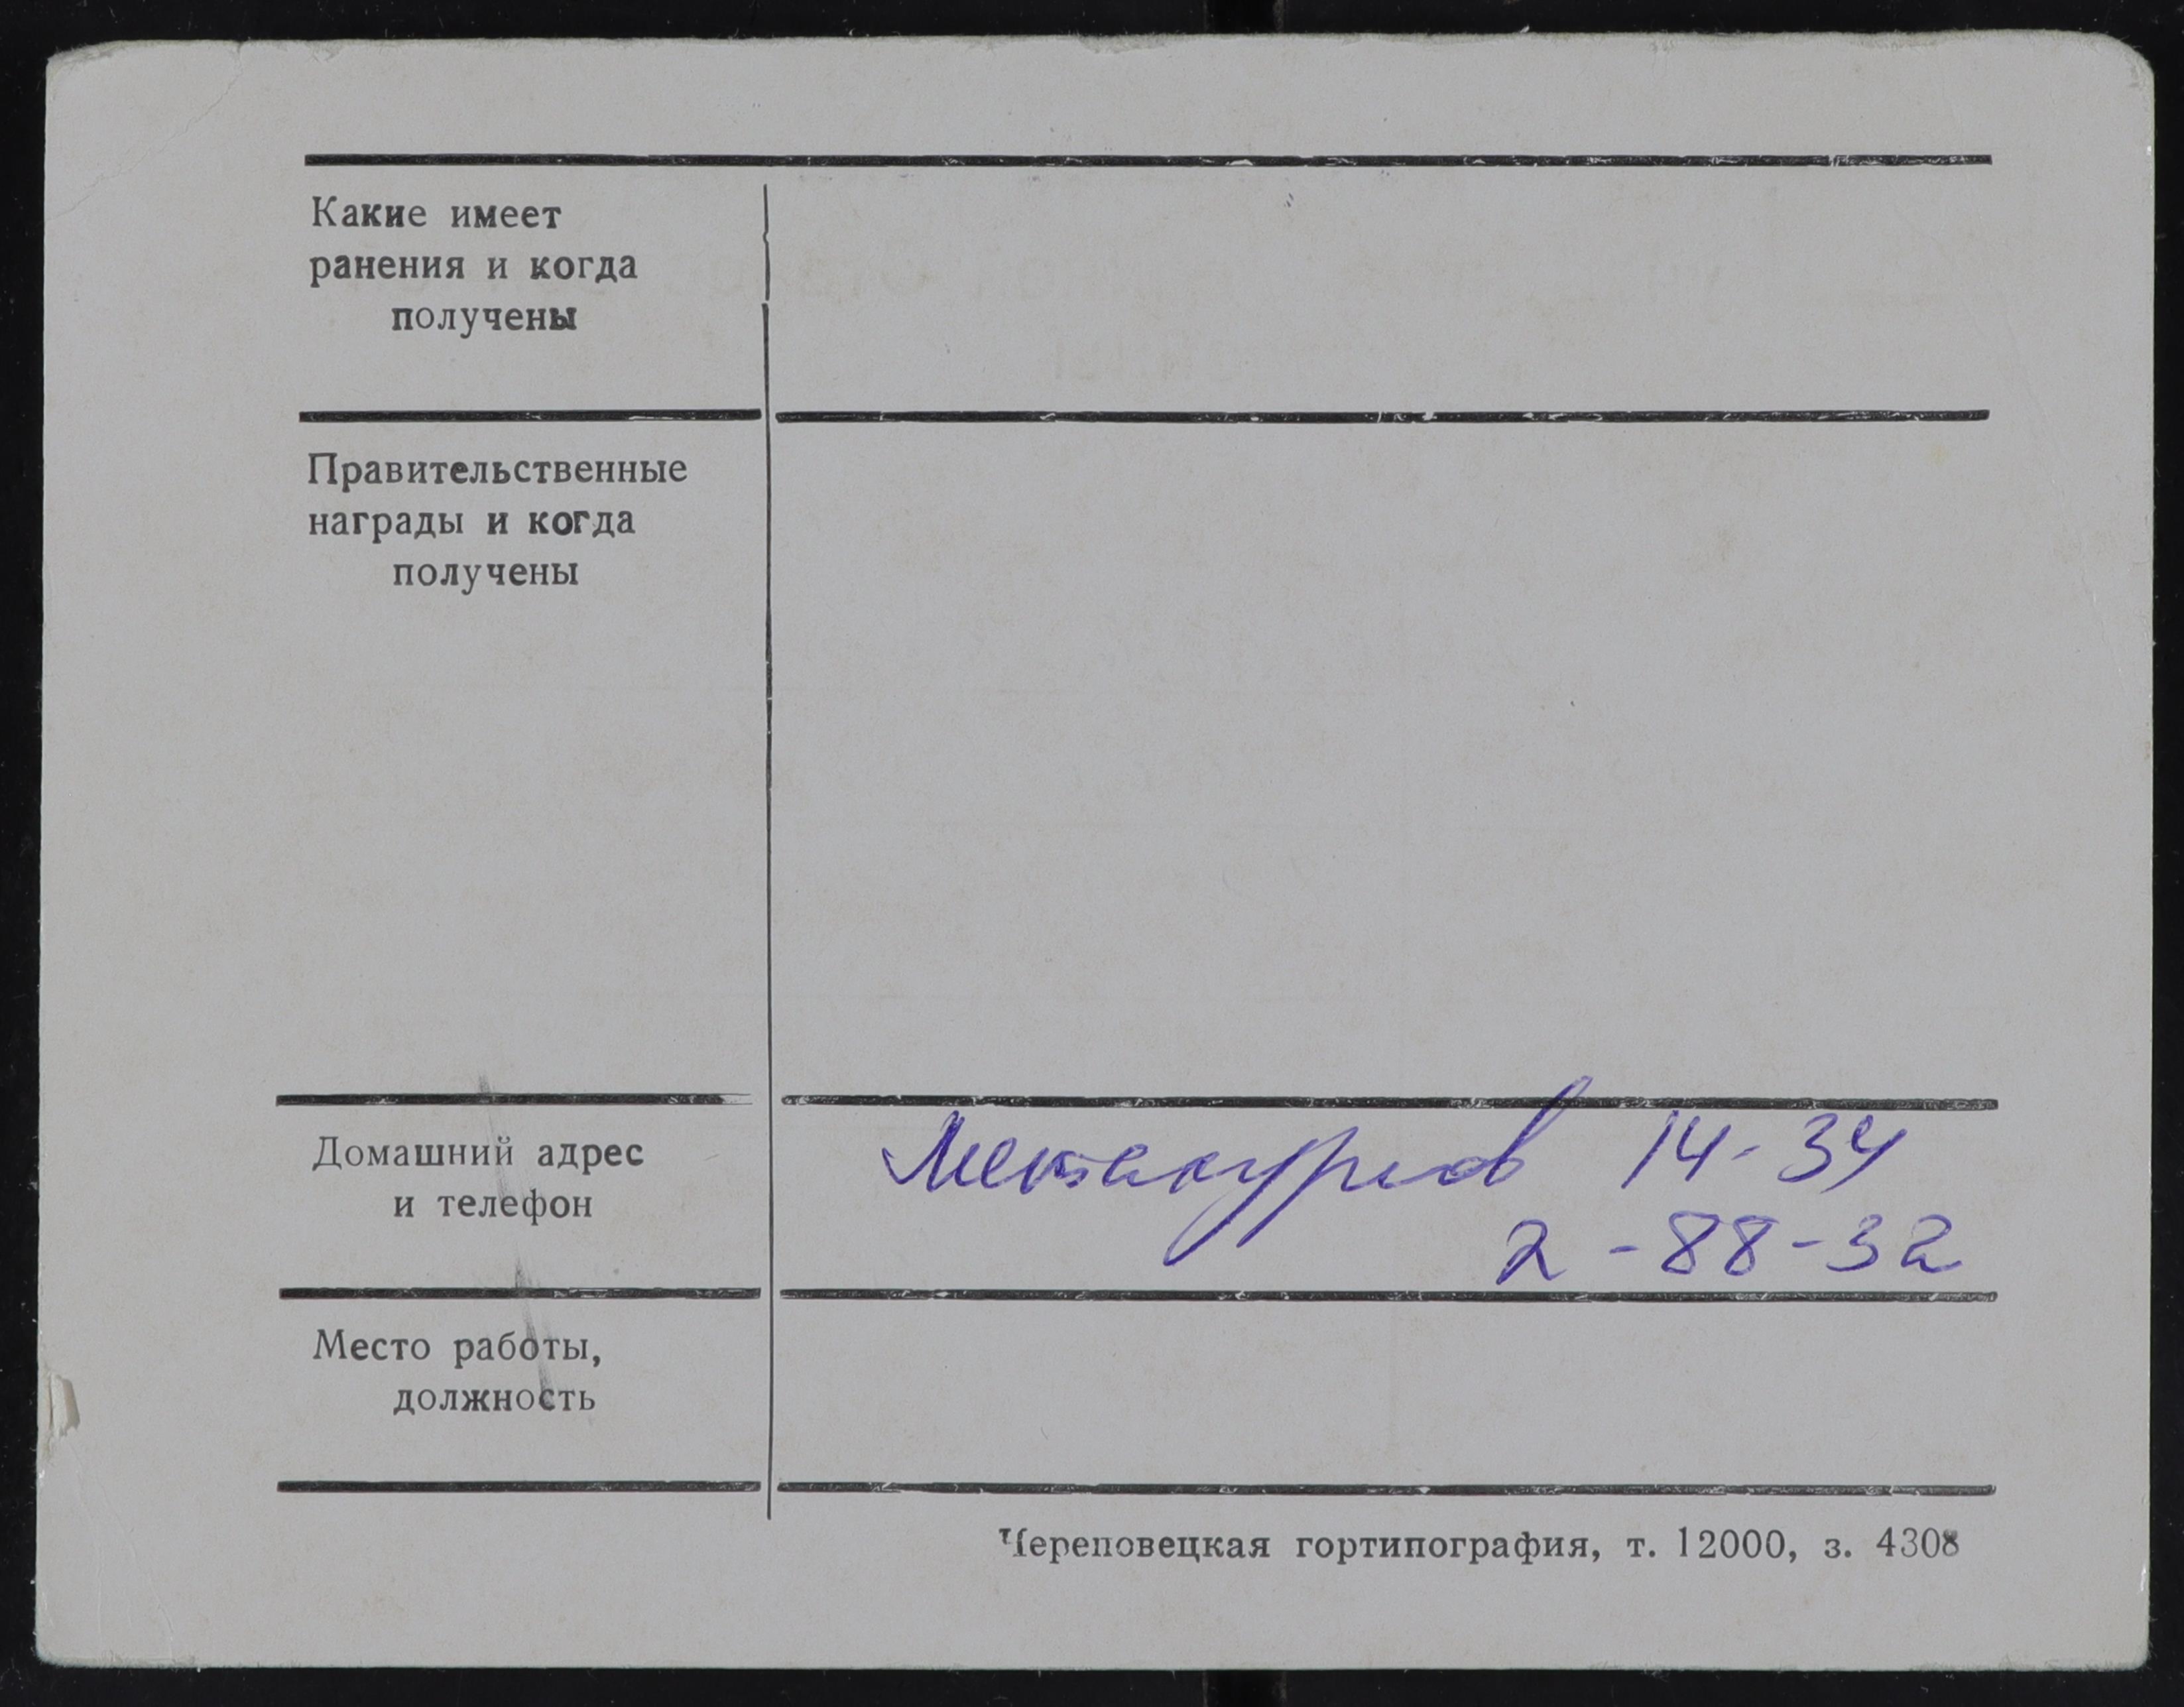 Какие имеет
ранения и когда
получены
Правительственные
награды и когда
получены
Домашний адрес
и телефон
Металургов 14-34
2-88-32
Место работы,
должность
Череповецкая гортипография, т. 12000, з. 4308